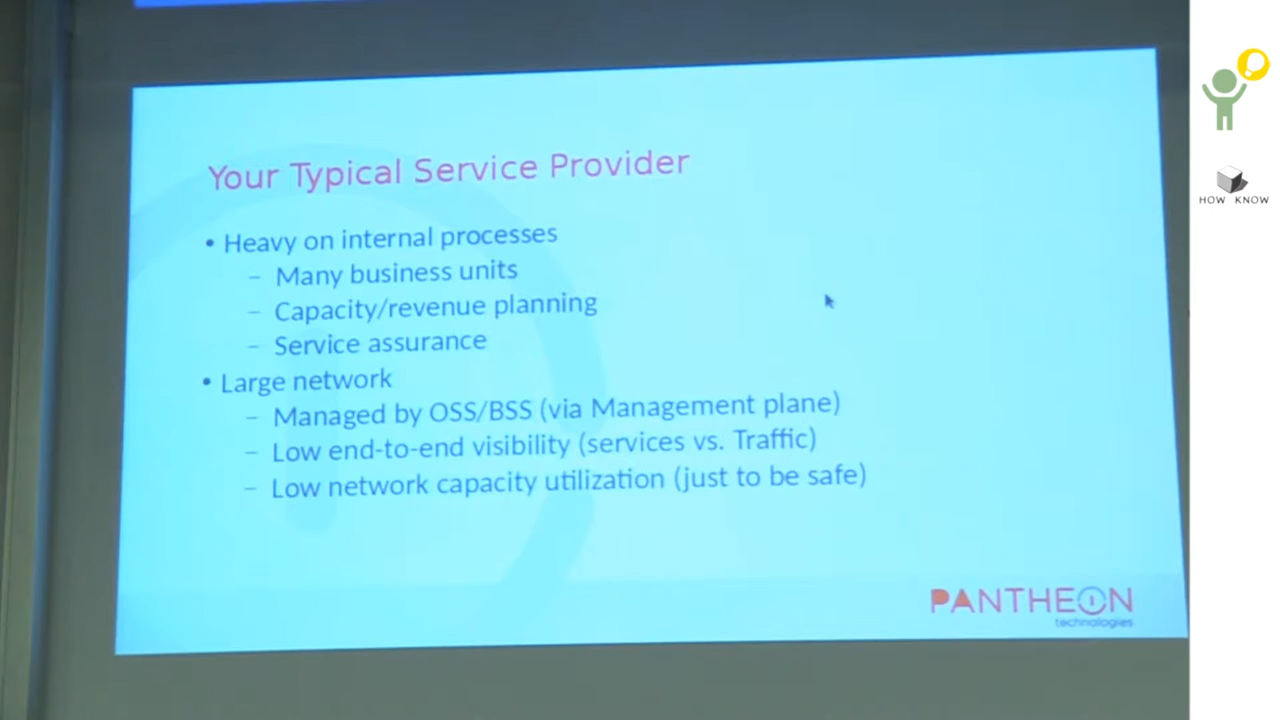 Your Typical Service Provider
• Heavy on internal processes
– Many business units
– Capacity/revenue planning
– Service assurance
• Large network
– Managed by OSS/BSS (via Management plane)
– Low end-to-end visibility (services vs. Traffic)
– Low network capacity utilization (just to be safe)
PANTHEON
technologies
HOW KNOW